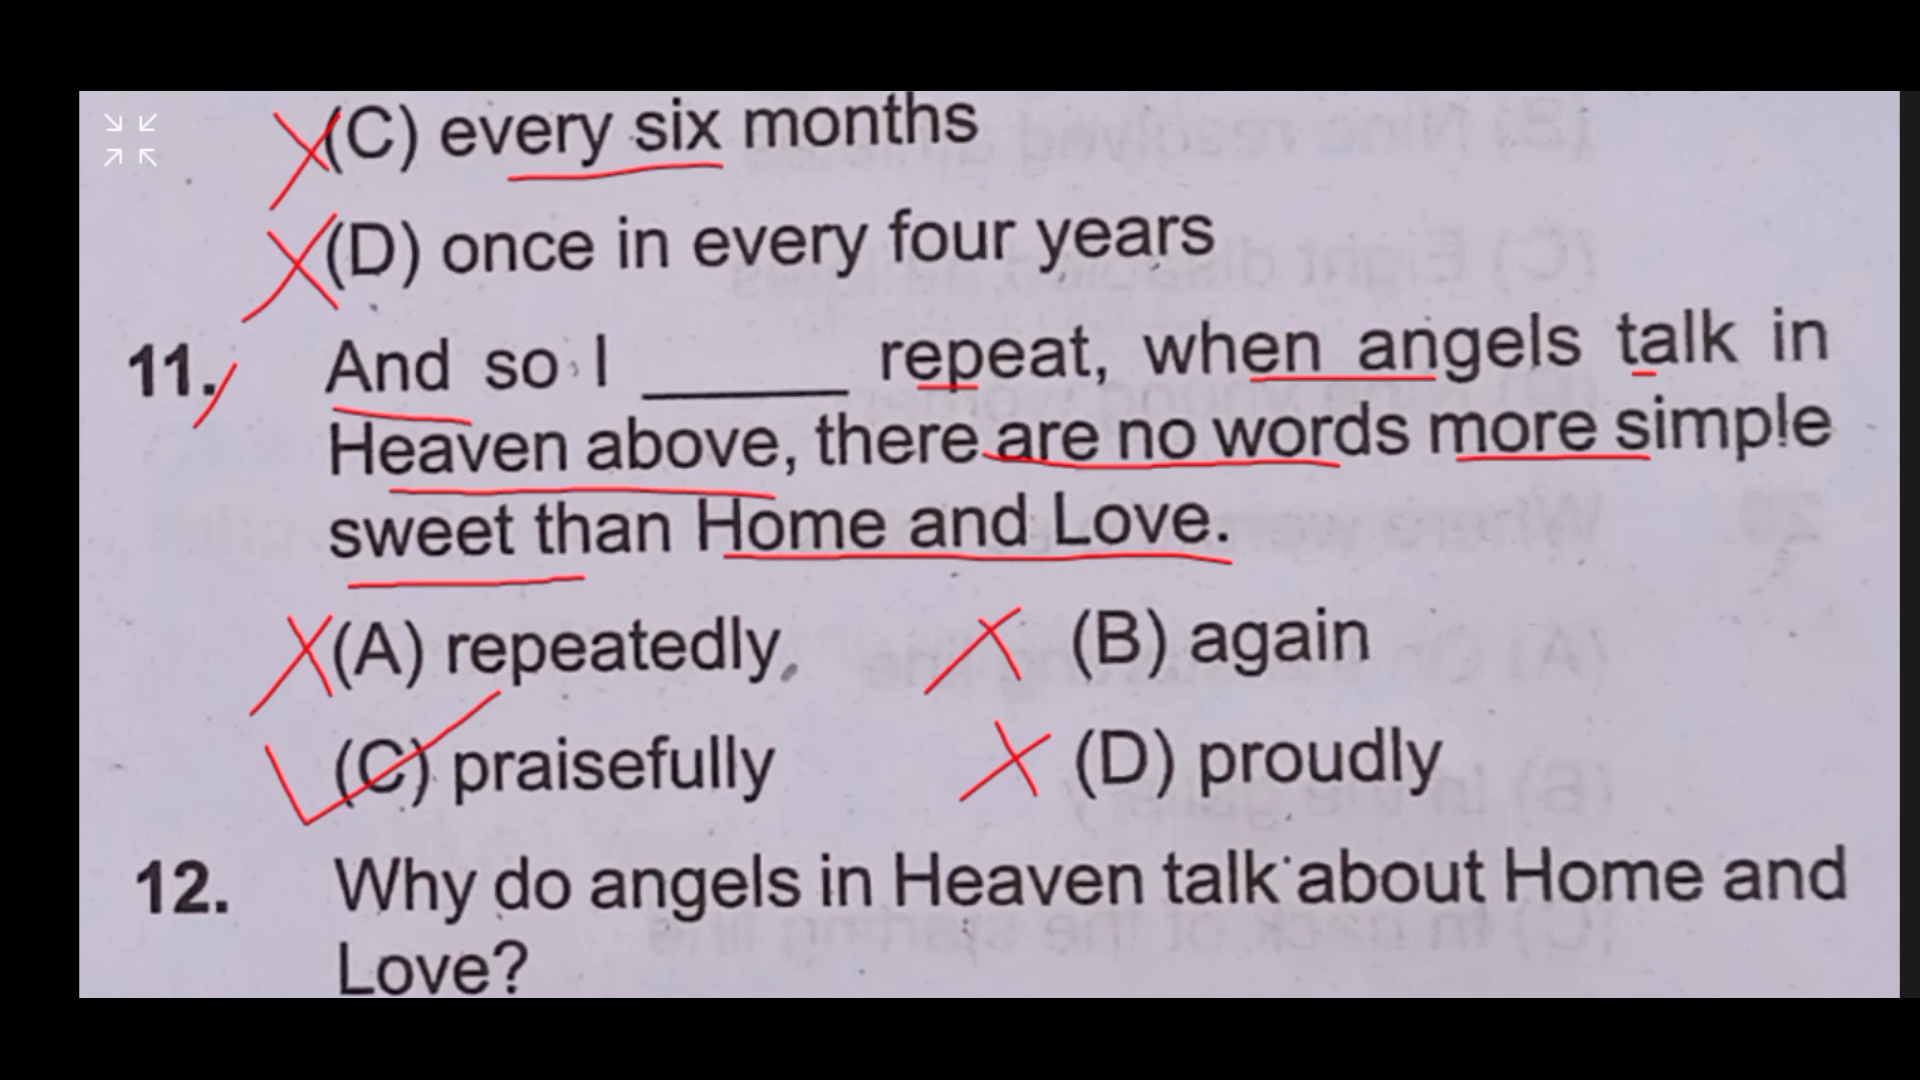 (C) every six months
(D) once in every four years
11. And so I ______ repeat, when angels talk in
Heaven above, there are no words more simple
sweet than Home and Love.
(A) repeatedly (B) again
(C) praisefully (D) proudly
12. Why do angels in Heaven talk about Home and
Love?